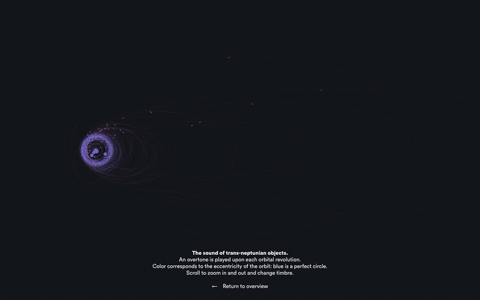 The sound of trans-neptunian objects.
An overtone is played upon each orbital revolution.
Color corresponds to the eccentricity of the orbit: blue is a perfect circle.
Scroll to zoom in and out and change timbre.
← Return to overview